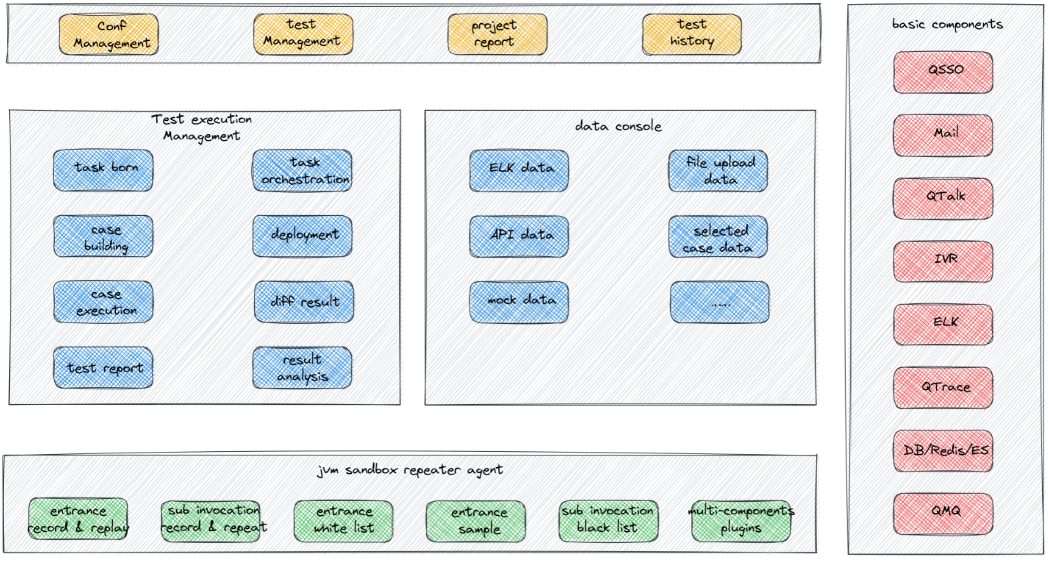 Conf
Management
test
Management
project
report
test
history
Test execution
Management
task born
task
orchestration
case
building
deployment
case
execution
diff result
test report
result
analysis
data console
ELK data
file upload
data
API data
selected
case data
mock data
......
jvm sandbox repeater agent
entrance
record & replay
sub invocation
record & repeat
entrance
white list
entrance
sample
sub invocation
black list
multi-components
plugins
basic components
QSSO
Mail
QTalk
IVR
ELK
QTrace
DB/Redis/ES
QMQ